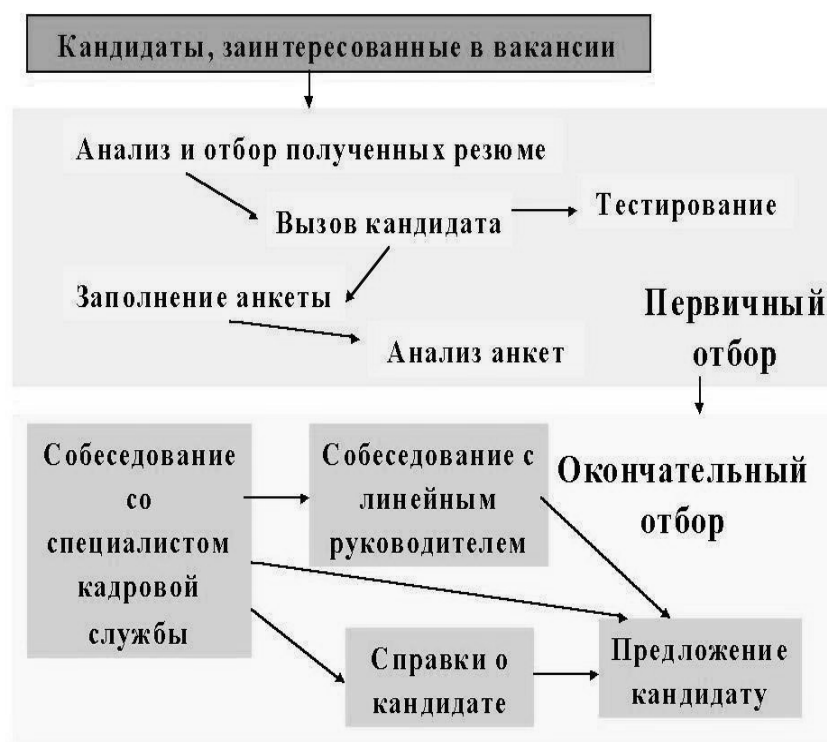 Кандидаты, заинтересованные в вакансии
Анализ и отбор полученных резюме
Вызов кандидата
Тестирование
Заполнение анкеты
Анализ анкет
Первичный
отбор
Собеседование
со
специалистом
кадровой
службы
Собеседование с
линейным
руководителем
Окончательный
отбор
Справки о
кандидате
Предложение
кандидату